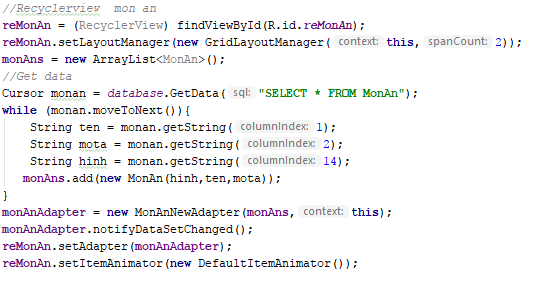 //Recyclerview  mon an
reMonAn = (RecyclerView) findViewById(R.id.reMonAn);
reMonAn.setLayoutManager(new GridLayoutManager( context: this, spanCount: 2));
monAns = new ArrayList<MonAn>();
//Get data
Cursor monan = database.GetData( sql: "SELECT * FROM MonAn");
while (monan.moveToNext()){
    String ten = monan.getString( columnIndex: 1);
    String mota = monan.getString( columnIndex: 2);
    String hinh = monan.getString( columnIndex: 14);
   monAns.add(new MonAn(hinh,ten,mota));
}
monAnAdapter = new MonAnNewAdapter(monAns, context: this);
monAnAdapter.notifyDataSetChanged();
reMonAn.setAdapter(monAnAdapter);
reMonAn.setItemAnimator(new DefaultItemAnimator());